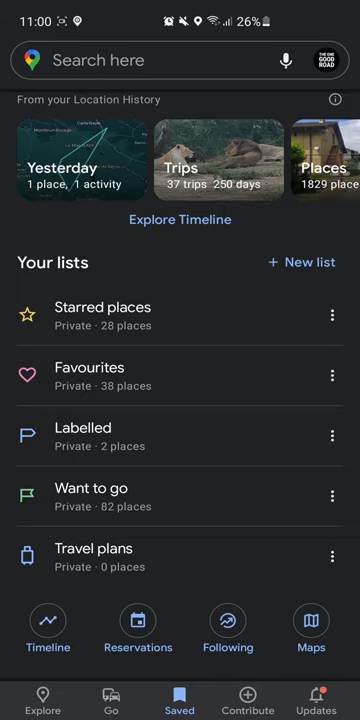 11:00
26%
Search here
THE ONE
GOOD
ROAD
From your Location History
Yesterday
1 place, 1 activity
Trips
37 trips 250 days
Places
1829 place
Explore Timeline
Your lists
+ New list
Starred places
Private · 28 places
Favourites
Private · 38 places
Labelled
Private · 2 places
Want to go
Private · 82 places
Travel plans
Private · 0 places
Timeline
Reservations
Following
Maps
Explore
Go
Saved
Contribute
Updates